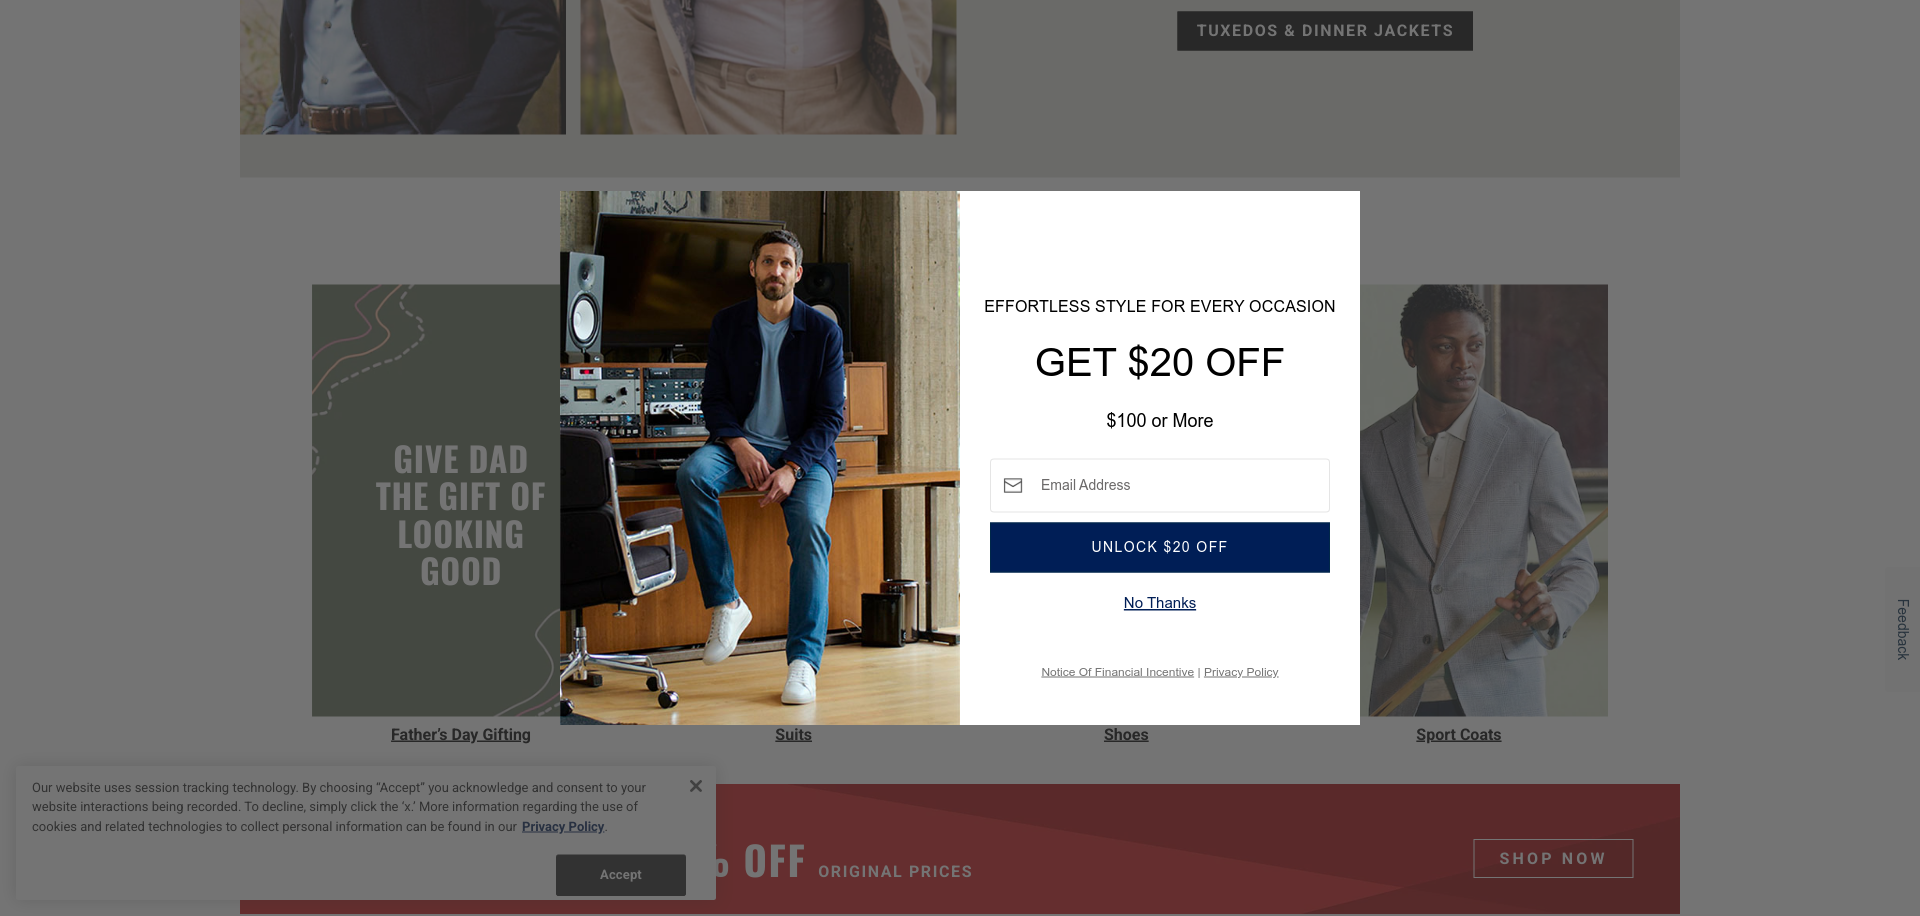 TUXEDOS & DINNER JACKETS
EFFORTLESS STYLE FOR EVERY OCCASION
GET $20 OFF
$100 or More
Email Address
UNLOCK $20 OFF
No Thanks
Notice Of Financial Incentive | Privacy Policy
GIVE DAD
THE GIFT OF
LOOKING
GOOD
Father's Day Gifting
Suits
Shoes
Sport Coats
Feedback
Our website uses session tracking technology. By choosing “Accept” you acknowledge and consent to your
website interactions being recorded. To decline, simply click the ‘x.’ More information regarding the use of
cookies and related technologies to collect personal information can be found in our Privacy Policy.
Accept
OFF ORIGINAL PRICES
SHOP NOW